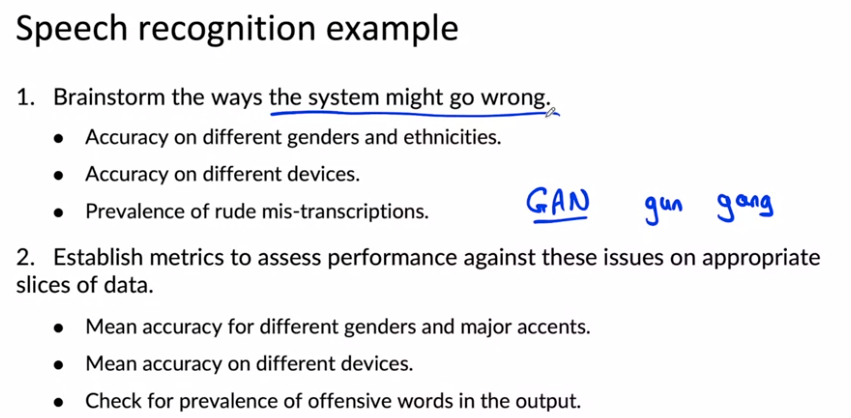 Speech recognition example
1. Brainstorm the ways the system might go wrong.
• Accuracy on different genders and ethnicities.
• Accuracy on different devices.
• Prevalence of rude mis-transcriptions.
GAN gun gang
2. Establish metrics to assess performance against these issues on appropriate
slices of data.
• Mean accuracy for different genders and major accents.
• Mean accuracy on different devices.
• Check for prevalence of offensive words in the output.